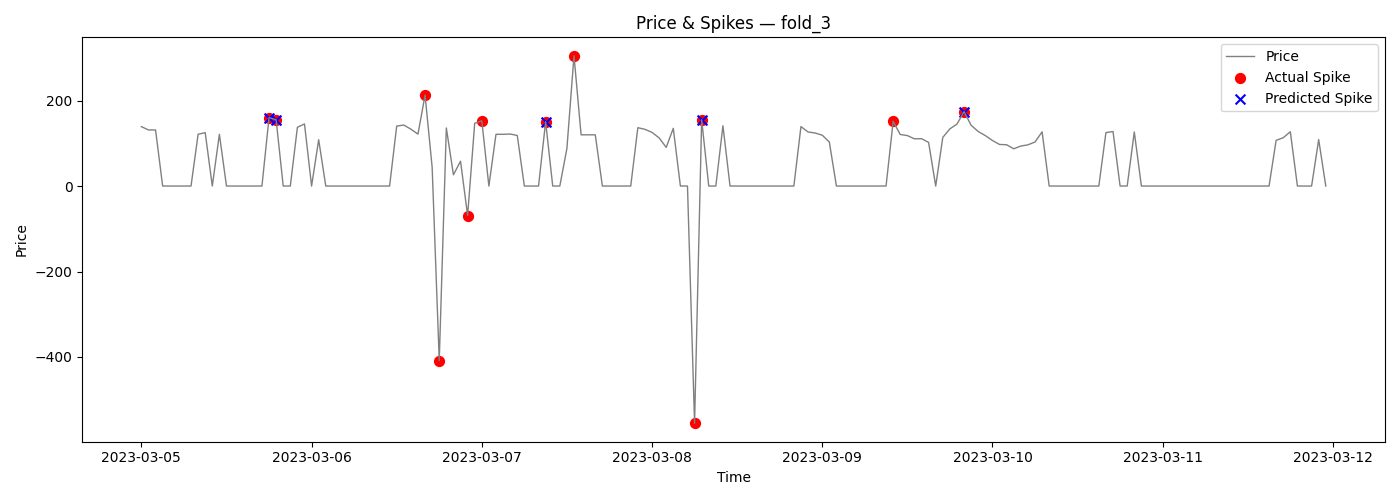 Price & Spikes — fold_3
Price
Actual Spike
Predicted Spike
200
0
−200
−400
Price
2023-03-05
2023-03-06
2023-03-07
2023-03-08
2023-03-09
2023-03-10
2023-03-11
2023-03-12
Time